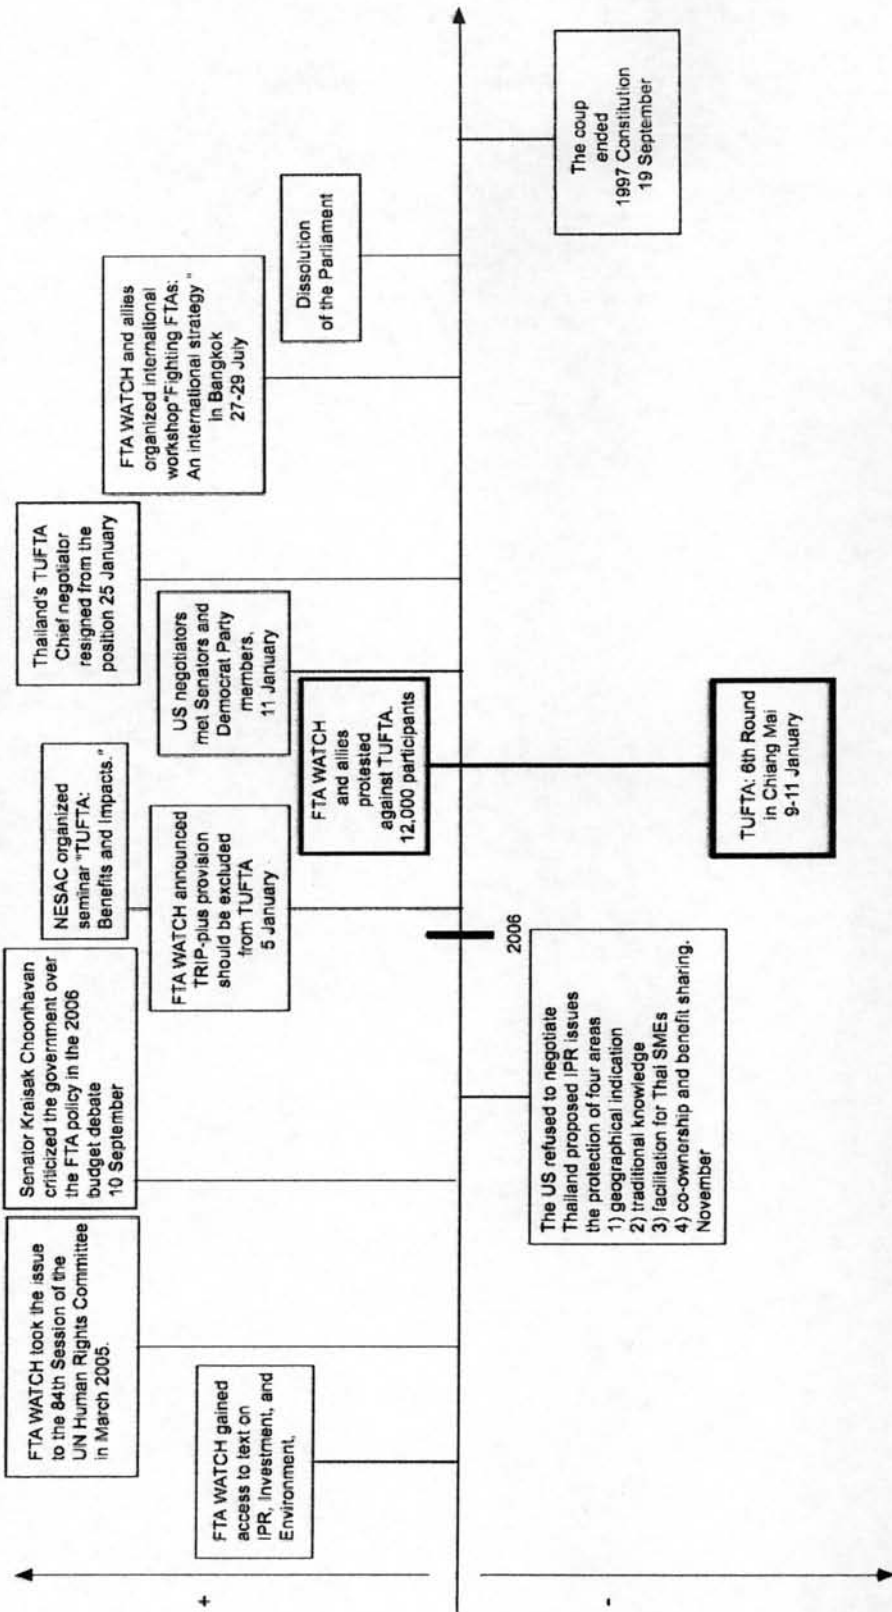 +
-
FTA WATCH gained
access to text on
IPR, Investment, and
Environment.
FTA WATCH took the issue
to the 84th Session of the
UN Human Rights Committee
in March 2005.
Senator Kraisak Choonhavan
criticized the government over
the FTA policy in the 2006
budget debate
10 September
The US refused to negotiate
Thailand proposed IPR issues
the protection of four areas
1) geographical indication
2) traditional knowledge
3) facilitation for Thai SMEs
4) co-ownership and benefit sharing.
November
2006
NESAC organized
seminar "TUFTA:
Benefits and Impacts."
FTA WATCH announced
TRIP-plus provision
should be excluded
from TUFTA
5 January
FTA WATCH
and allies
protested
against TUFTA.
12,000 participants
TUFTA: 6th Round
in Chiang Mai
9-11 January
US negotiators
met Senators and
Democrat Party
members.
11 January
Thailand's TUFTA
Chief negotiator
resigned from the
position 25 January
FTA WATCH and allies
organized international
workshop"Fighting FTAs:
An international strategy "
in Bangkok
27-29 July
Dissolution
of the Parliament
The coup
ended
1997 Constitution
19 September